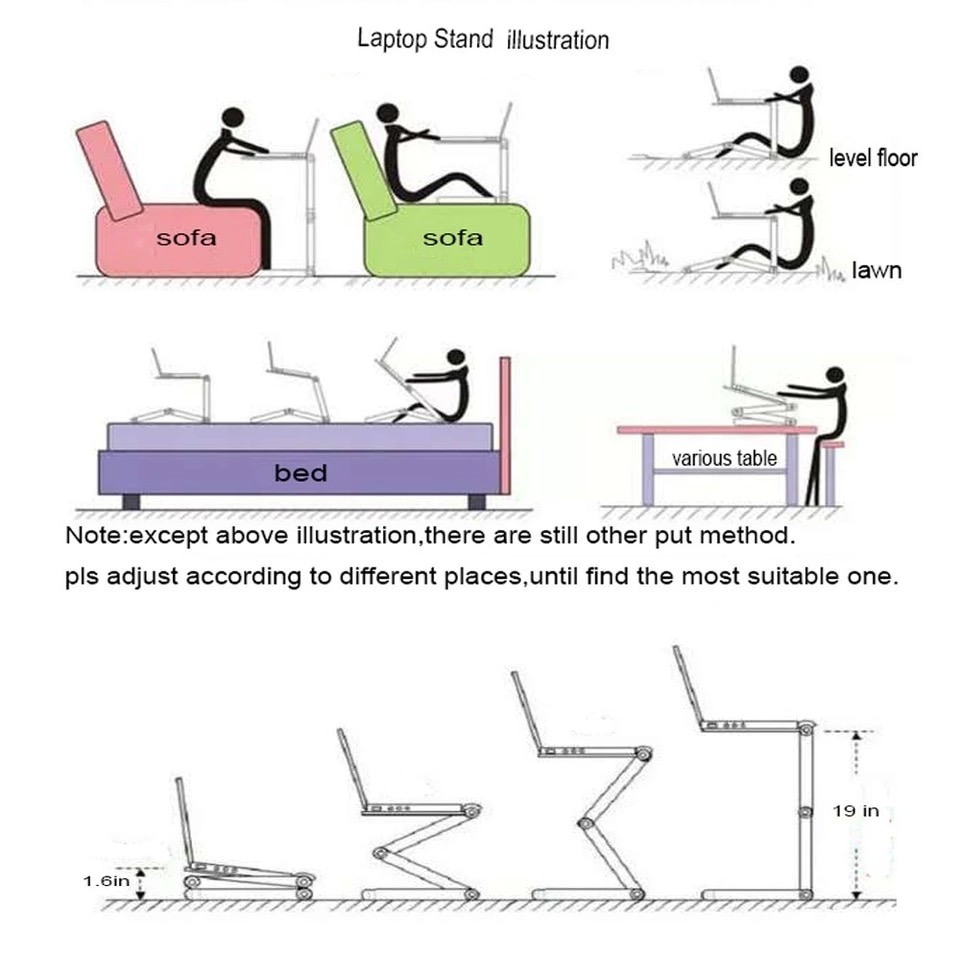 Laptop Stand illustration
sofa
sofa
level floor
lawn
bed
various table
Note:except above illustration,there are still other put method.
pls adjust according to different places,until find the most suitable one.
1.6in
19 in